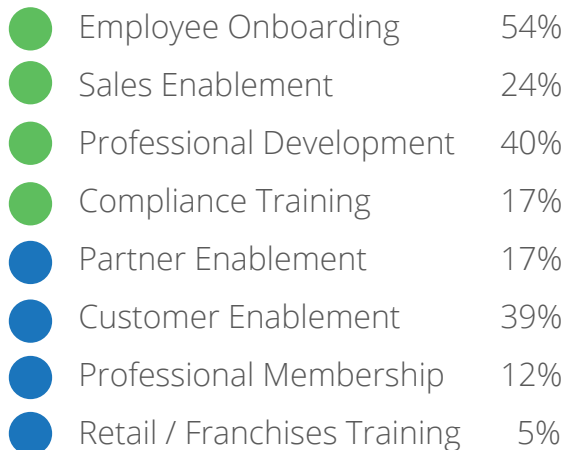 Employee Onboarding 54%
Sales Enablement 24%
Professional Development 40%
Compliance Training 17%
Partner Enablement 17%
Customer Enablement 39%
Professional Membership 12%
Retail / Franchises Training 5%